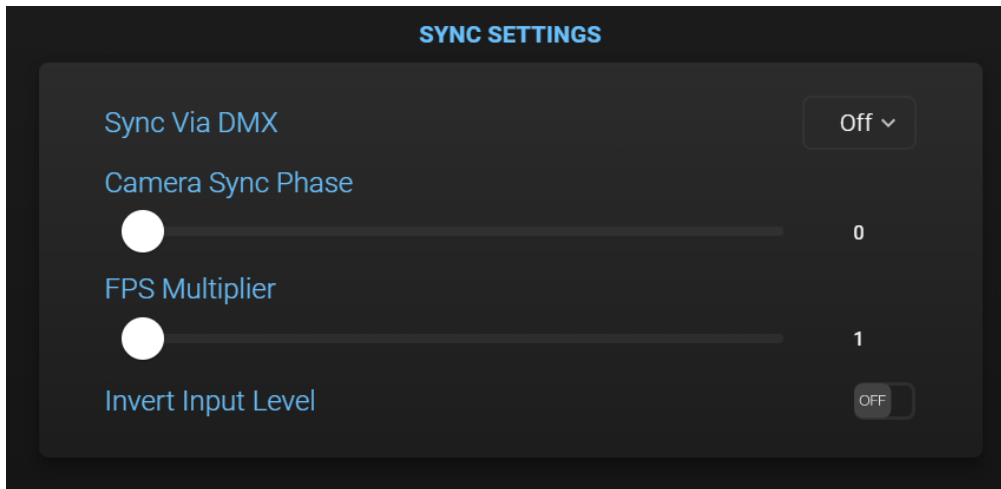 SYNC SETTINGS
Sync Via DMX Off
Camera Sync Phase
0
FPS Multiplier
1
Invert Input Level OFF